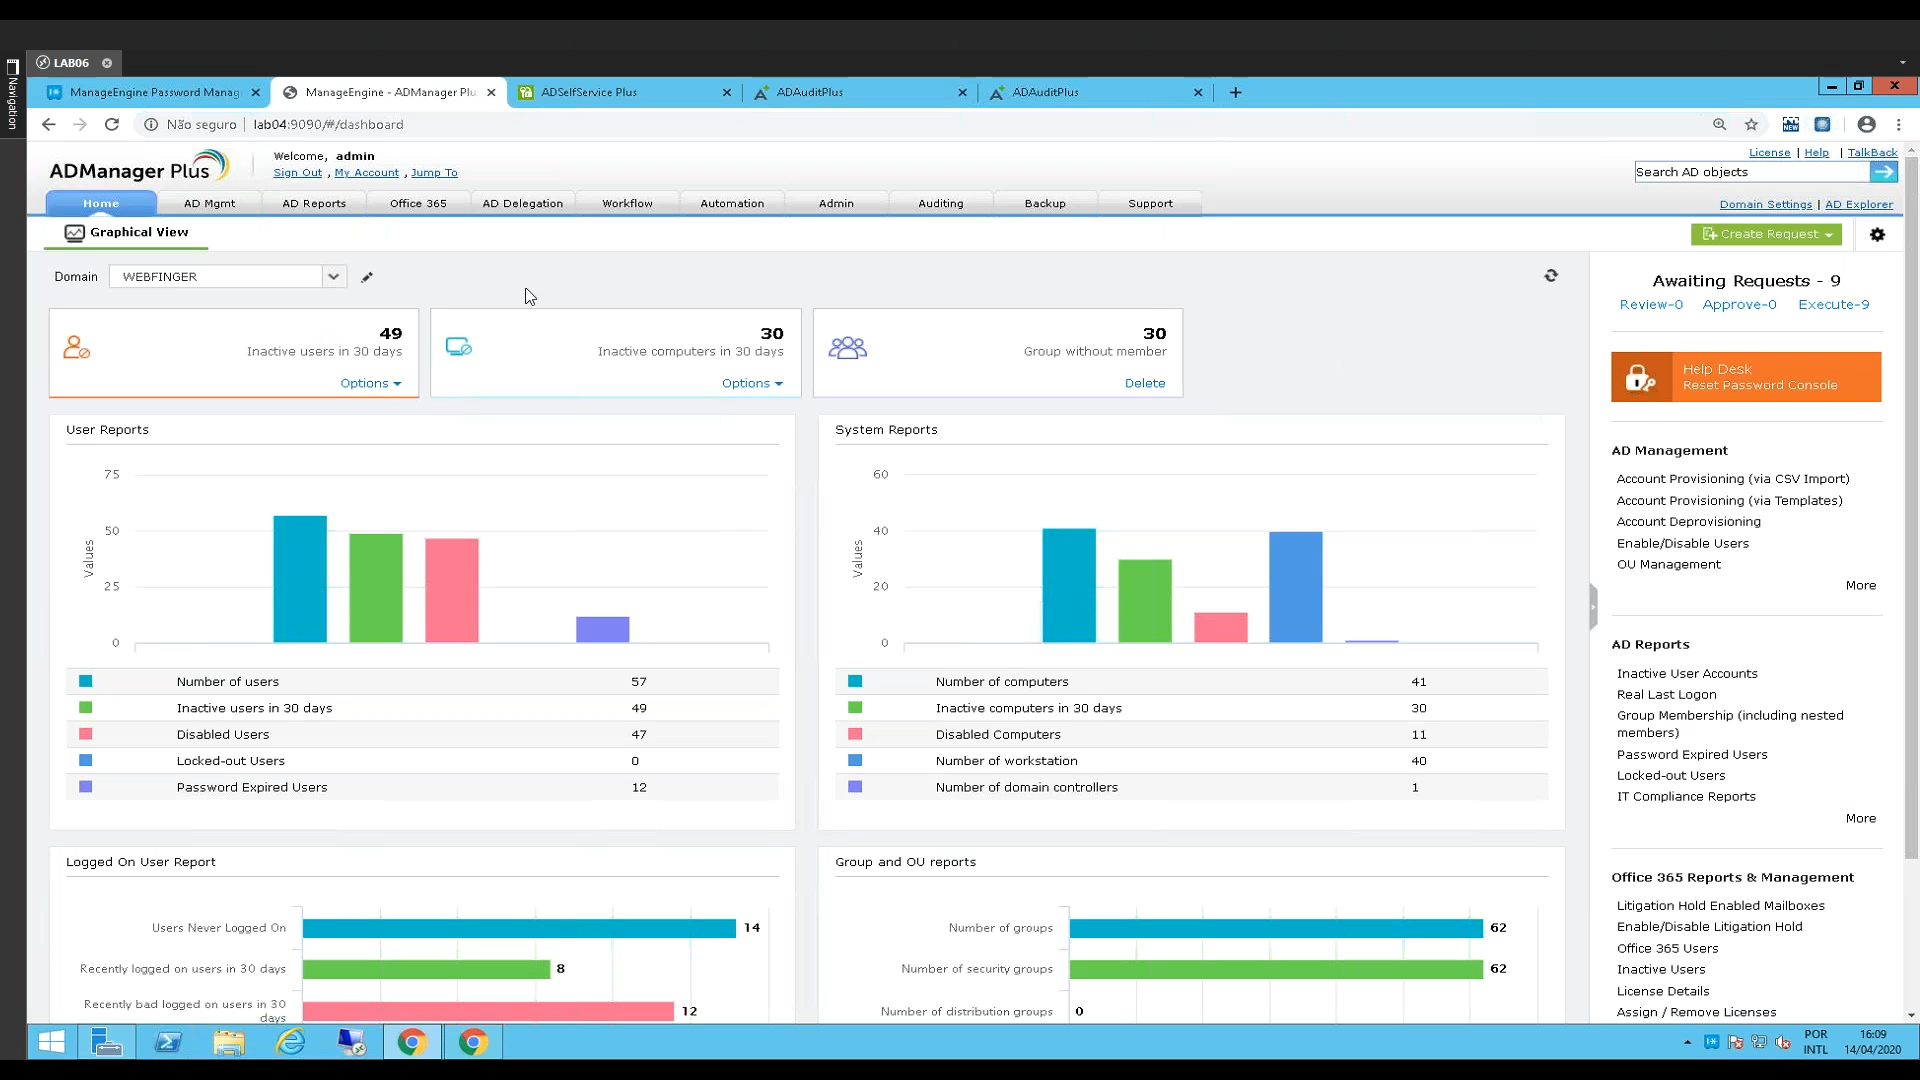 LAB06
Navigation
ManageEngine Password Manag
ManageEngine - ADManager Plu
ADSelfService Plus
ADAuditPlus
ADAuditPlus
Não seguro | lab04:9090/#/dashboard
NEW
ADManager Plus
Welcome, admin
Sign Out , My Account , Jump To
License | Help | TalkBack
Search AD objects
Home
AD Mgmt
AD Reports
Office 365
AD Delegation
Workflow
Automation
Admin
Auditing
Backup
Support
Domain Settings | AD Explorer
Graphical View
Create Request
Domain
WEBFINGER
49
Inactive users in 30 days
Options
30
Inactive computers in 30 days
Options
30
Group without member
Delete
User Reports
75
50
25
0
Values
Number of users 57
Inactive users in 30 days 49
Disabled Users 47
Locked-out Users 0
Password Expired Users 12
System Reports
60
40
20
0
Values
Number of computers 41
Inactive computers in 30 days 30
Disabled Computers 11
Number of workstation 40
Number of domain controllers 1
Logged On User Report
Users Never Logged On 14
Recently logged on users in 30 days 8
Recently bad logged on users in 30
days
12
Group and OU reports
Number of groups 62
Number of security groups 62
Number of distribution groups 0
Awaiting Requests - 9
Review-0 Approve-0 Execute-9
Help Desk
Reset Password Console
AD Management
Account Provisioning (via CSV Import)
Account Provisioning (via Templates)
Account Deprovisioning
Enable/Disable Users
OU Management
More
AD Reports
Inactive User Accounts
Real Last Logon
Group Membership (including nested
members)
Password Expired Users
Locked-out Users
IT Compliance Reports
More
Office 365 Reports & Management
Litigation Hold Enabled Mailboxes
Enable/Disable Litigation Hold
Office 365 Users
Inactive Users
License Details
Assign / Remove Licenses
POR
INTL
16:09
14/04/2020